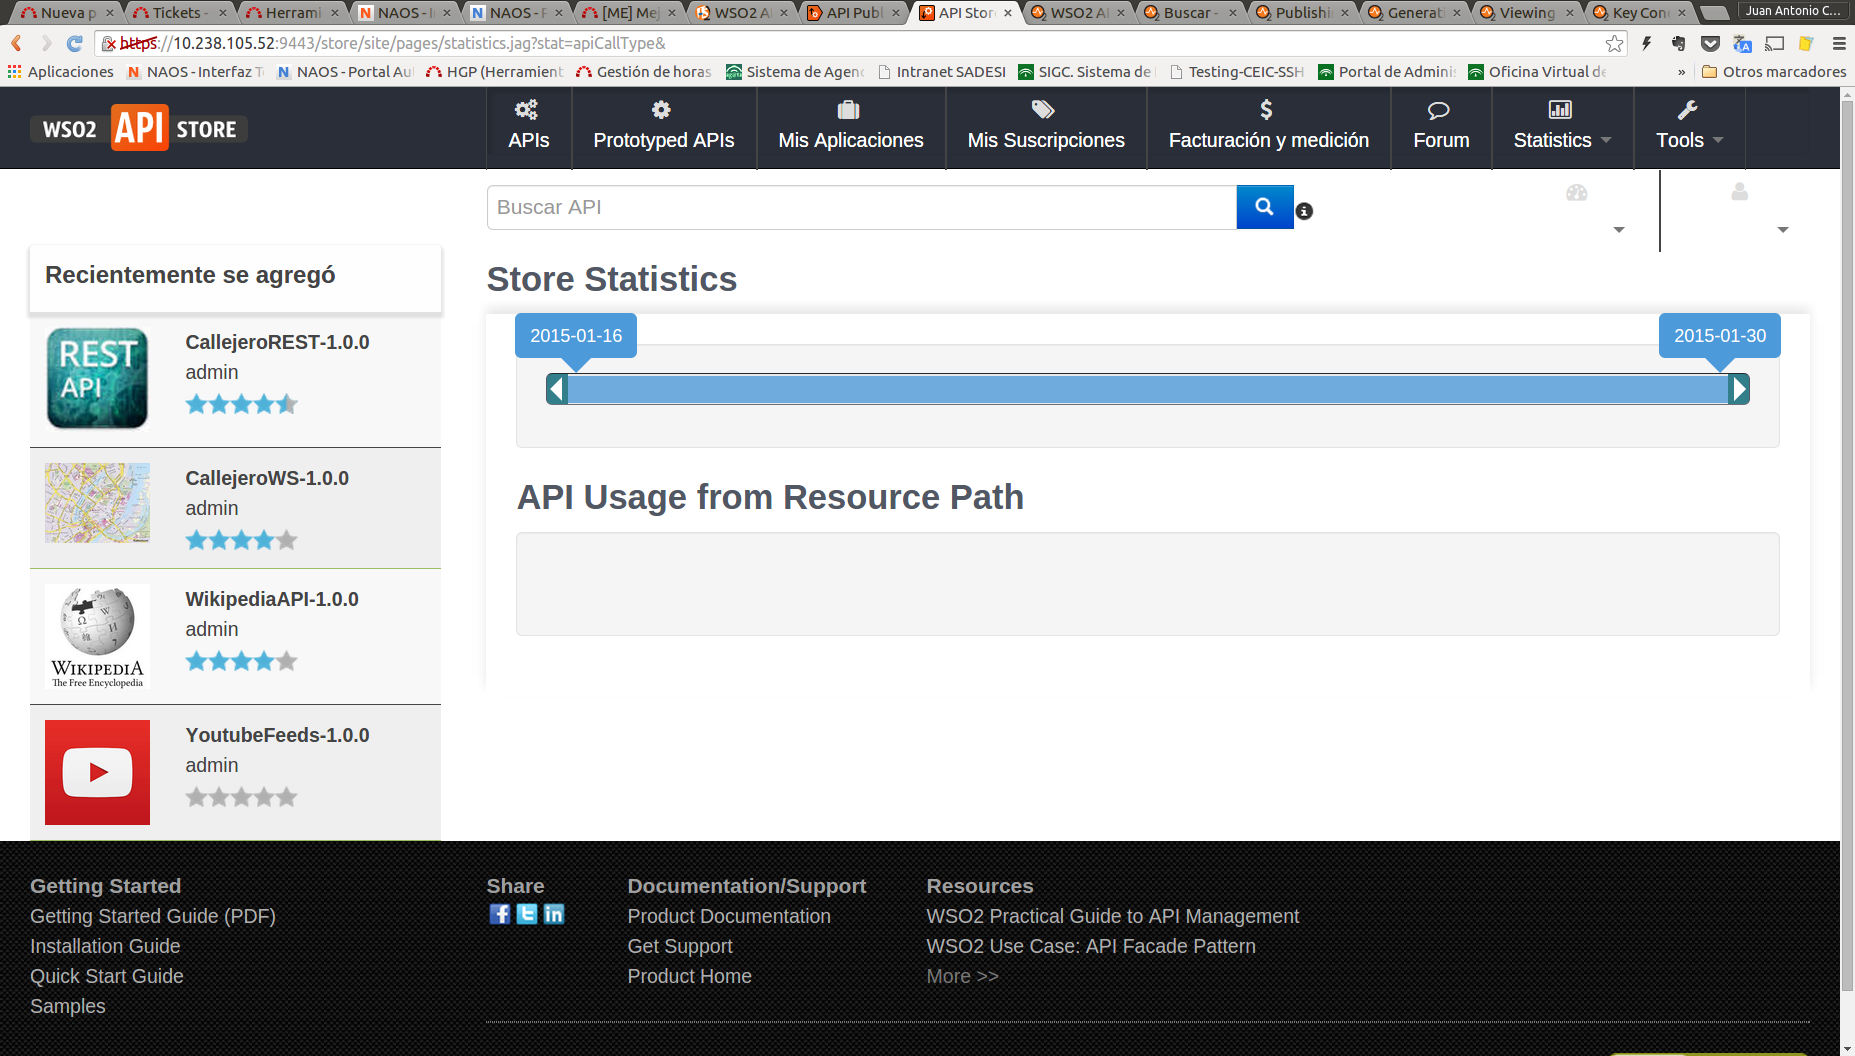 Nueva p
Tickets -
Herrami
NAOS - I
NAOS - P
[ME] Mej
WSO2 A
API Publ
API Stor
WSO2 A
Buscar -
Publishi
Generat
Viewing
Key Con
Juan Antonio C...
https://10.238.105.52:9443/store/site/pages/statistics.jag?stat=apiCallType&
Aplicaciones
NAOS - Interfaz T
NAOS - Portal Au
HGP (Herramient
Gestión de horas
Sistema de Agen
Intranet SADESI
SIGC. Sistema de
Testing-CEIC-SSH
Portal de Adminis
Oficina Virtual de
»
Otros marcadores
WSO2 API STORE
APIs
Prototyped APIs
Mis Aplicaciones
Mis Suscripciones
Facturación y medición
Forum
Statistics
Tools
Buscar API
Recientemente se agregó
REST
API
CallejeroREST-1.0.0
admin
CallejeroWS-1.0.0
admin
WIKIPEDIA
The Free Encyclopedia
WikipediaAPI-1.0.0
admin
YoutubeFeeds-1.0.0
admin
Store Statistics
2015-01-16
2015-01-30
API Usage from Resource Path
Getting Started
Getting Started Guide (PDF)
Installation Guide
Quick Start Guide
Samples
Share
Documentation/Support
Product Documentation
Get Support
Product Home
Resources
WSO2 Practical Guide to API Management
WSO2 Use Case: API Facade Pattern
More >>